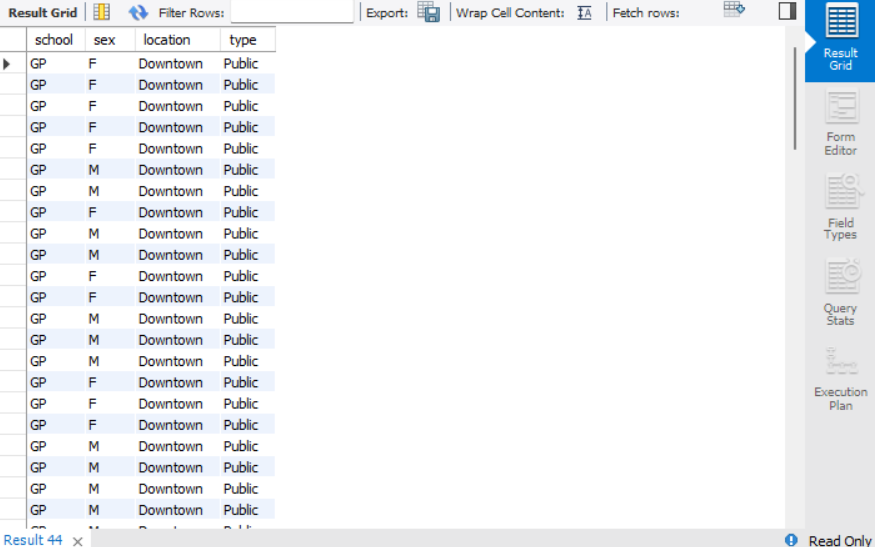 Result Grid Filter Rows: Export: Wrap Cell Content: Fetch rows:
school sex location type
GP F Downtown Public
GP F Downtown Public
GP F Downtown Public
GP F Downtown Public
GP F Downtown Public
GP M Downtown Public
GP M Downtown Public
GP F Downtown Public
GP M Downtown Public
GP M Downtown Public
GP F Downtown Public
GP F Downtown Public
GP M Downtown Public
GP M Downtown Public
GP M Downtown Public
GP F Downtown Public
GP F Downtown Public
GP F Downtown Public
GP M Downtown Public
GP M Downtown Public
GP M Downtown Public
GP M Downtown Public
Result
Grid
Form
Editor
Field
Types
Query
Stats
Execution
Plan
Result 44 × Read Only